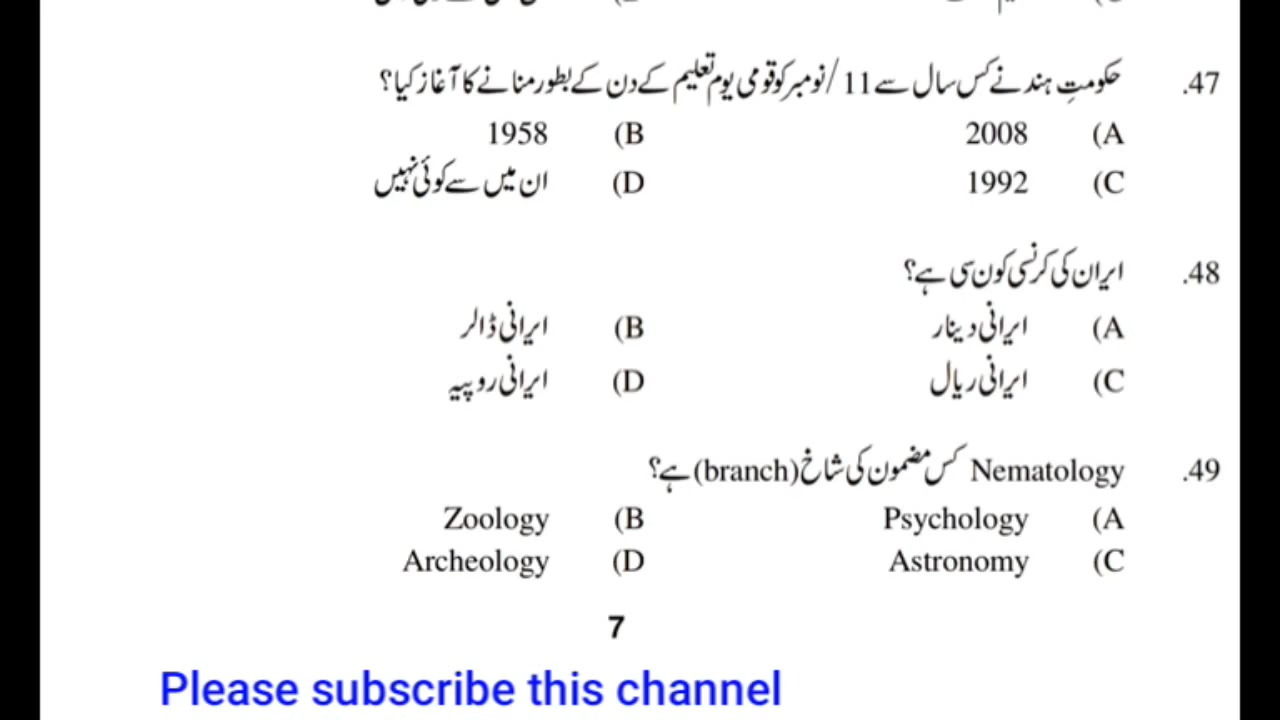 47. حکومتِ ہند نے کس سال سے 11/نومبر کو قومی یوم تعلیم کے دن کے بطور منانے کا آغاز کیا؟
A) 2008 B) 1958
C) 1992 D) ان میں سے کوئی نہیں
48. ایران کی کرنسی کون سی ہے؟
A) ایرانی دینار B) ایرانی ڈالر
C) ایرانی ریال D) ایرانی روپیہ
49. Nematology کس مضمون کی شاخ (branch) ہے؟
A) Psychology B) Zoology
C) Astronomy D) Archeology
7
Please subscribe this channel